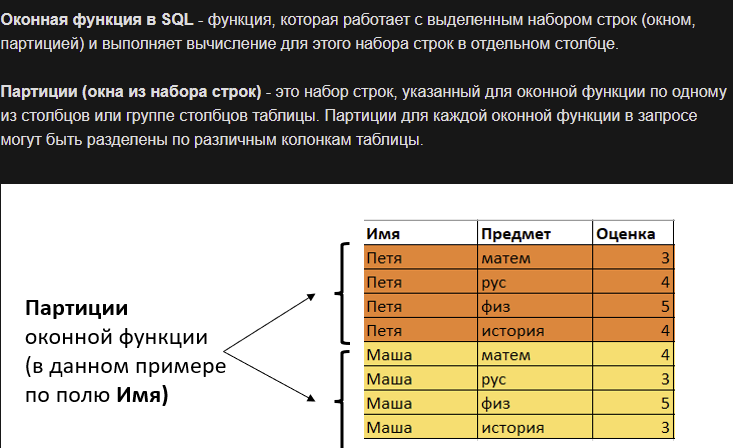 Оконная функция в SQL - функция, которая работает с выделенным набором строк (окном,
партицией) и выполняет вычисление для этого набора строк в отдельном столбце.
Партиции (окна из набора строк) - это набор строк, указанный для оконной функции по одному
из столбцов или группе столбцов таблицы. Партиции для каждой оконной функции в запросе
могут быть разделены по различным колонкам таблицы.
Партиции
оконной функции
(в данном примере
по полю Имя)
Имя Предмет Оценка
Петя матем 3
Петя рус 4
Петя физ 5
Петя история 4
Маша матем 4
Маша рус 3
Маша физ 5
Маша история 3